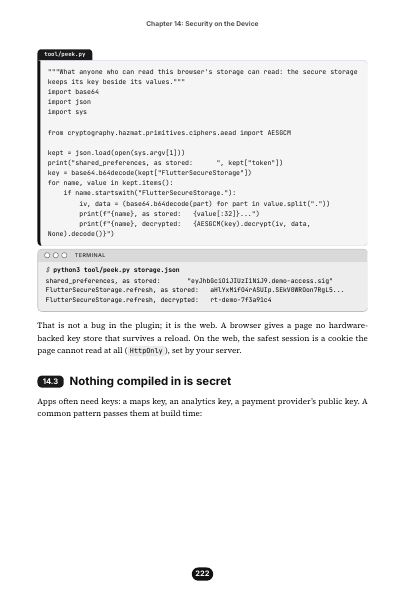 Chapter 14: Security on the Device
tool/peek.py
"""What anyone who can read this browser's storage can read: the secure storage
keeps its key beside its values."""
import base64
import json
import sys
from cryptography.hazmat.primitives.ciphers.aead import AESGCM
kept = json.load(open(sys.argv[1]))
print("shared_preferences, as stored:      ", kept["token"])
key = base64.b64decode(kept["FlutterSecureStorage"])
for name, value in kept.items():
    if name.startswith("FlutterSecureStorage."):
        iv, data = (base64.b64decode(part) for part in value.split("."))
        print(f"{name}, as stored:   {value[:32]}...")
        print(f"{name}, decrypted:   {AESGCM(key).decrypt(iv, data,
None).decode()}")
TERMINAL
$ python3 tool/peek.py storage.json
shared_preferences, as stored:       "eyJhbGciOiJIUzI1NiJ9.demo-access.sig"
FlutterSecureStorage.refresh, as stored:
FlutterSecureStorage.refresh, decrypted:   rt-demo-7f3a91c4
That is not a bug in the plugin; it is the web. A browser gives a page no hardware-
backed key store that survives a reload. On the web, the safest session is a cookie the
page cannot read at all ( HttpOnly ), set by your server.
14.3 Nothing compiled in is secret
Apps often need keys: a maps key, an analytics key, a payment provider's public key. A
common pattern passes them at build time:
222